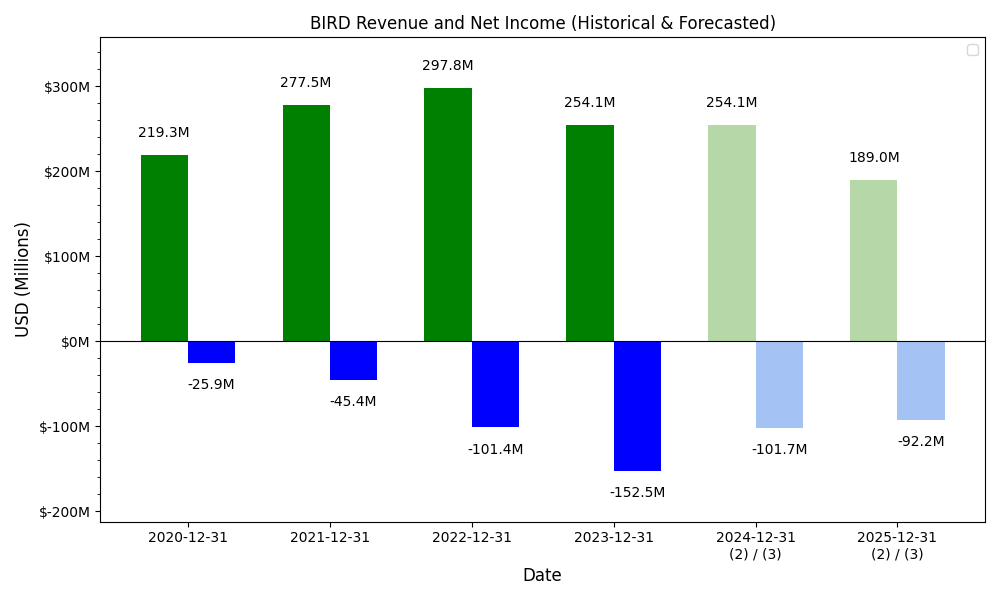 BIRD Revenue and Net Income (Historical & Forecasted)
297.8M
277.5M
254.1M
254.1M
219.3M
189.0M
$300M
$200M
$100M
$0M
$-100M
$-200M
USD (Millions)
-25.9M
-45.4M
-101.4M
-152.5M
-101.7M
-92.2M
2020-12-31
2021-12-31
2022-12-31
2023-12-31
2024-12-31
(2) / (3)
2025-12-31
(2) / (3)
Date